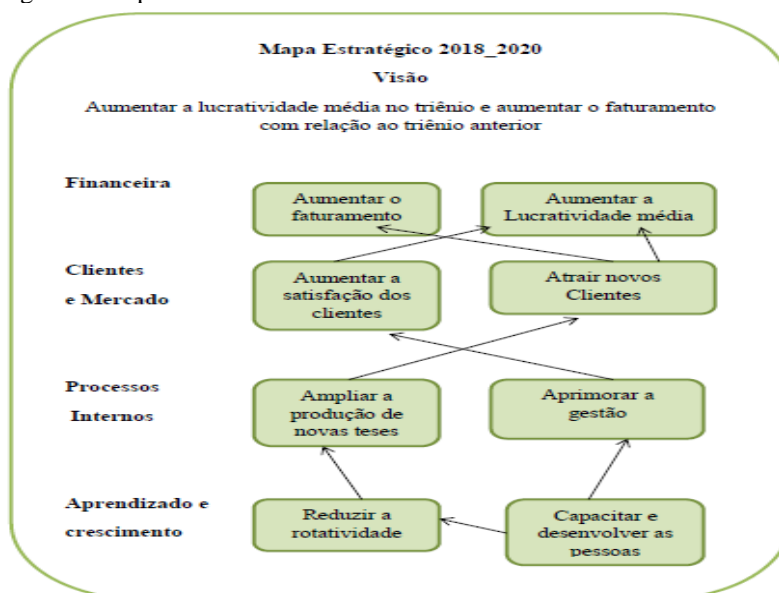 Mapa Estratégico 2018_2020
Visão
Aumentar a lucratividade média no triênio e aumentar o faturamento
com relação ao triênio anterior
Financeira
Aumentar o
faturamento
Aumentar a
Lucratividade média
Clientes
e Mercado
Aumentar a
satisfação dos
clientes
Atrair novos
Clientes
Processos
Internos
Ampliar a
produção de
novas teses
Aprimorar a
gestão
Aprendizado e
crescimento
Reduzir a
rotatividade
Capacitar e
desenvolver as
pessoas